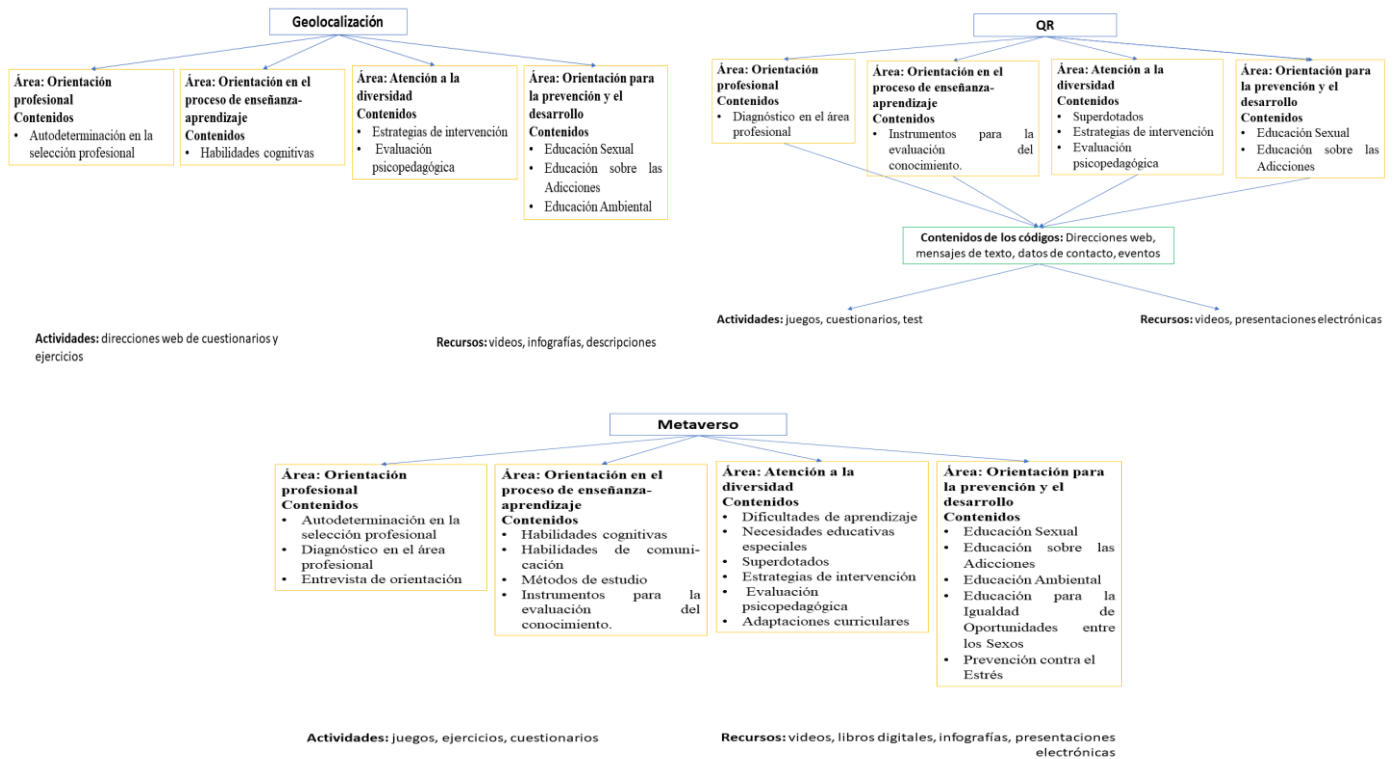 Geolocalización
Área: Orientación
profesional
Contenidos
• Autodeterminación en la
selección profesional
Área: Orientación en el
proceso de enseñanza-
aprendizaje
Contenidos
• Habilidades cognitivas
Área: Atención a la
diversidad
Contenidos
• Estrategias de intervención
• Evaluación
psicopedagógica
Área: Orientación para
la prevención y el
desarrollo
Contenidos
• Educación Sexual
• Educación sobre las
Adicciones
• Educación Ambiental
Actividades: direcciones web de cuestionarios y
ejercicios
Recursos: videos, infografías, descripciones
QR
Área: Orientación
profesional
Contenidos
• Diagnóstico en el área
profesional
Área: Orientación en el
proceso de enseñanza-
aprendizaje
Contenidos
• Instrumentos para la
evaluación del
conocimiento.
Área: Atención a la
diversidad
Contenidos
• Superdotados
• Estrategias de intervención
• Evaluación
psicopedagógica
Área: Orientación para
la prevención y el
desarrollo
Contenidos
• Educación Sexual
• Educación sobre las
Adicciones
Contenidos de los códigos: Direcciones web,
mensajes de texto, datos de contacto, eventos
Actividades: juegos, cuestionarios, test
Recursos: videos, presentaciones electrónicas
Metaverso
Área: Orientación
profesional
Contenidos
• Autodeterminación en la
selección profesional
• Diagnóstico en el área
profesional
• Entrevista de orientación
Área: Orientación en el
proceso de enseñanza-
aprendizaje
Contenidos
• Habilidades cognitivas
• Habilidades de comuni-
cación
• Métodos de estudio
• Instrumentos para la
evaluación del
conocimiento.
Área: Atención a la
diversidad
Contenidos
• Dificultades de aprendizaje
• Necesidades educativas
especiales
• Superdotados
• Estrategias de intervención
• Evaluación
psicopedagógica
• Adaptaciones curriculares
Área: Orientación para
la prevención y el
desarrollo
Contenidos
• Educación Sexual
• Educación sobre las
Adicciones
• Educación Ambiental
• Educación para la
Igualdad de
Oportunidades entre
los Sexos
• Prevención contra el
Estrés
Actividades: juegos, ejercicios, cuestionarios
Recursos: videos, libros digitales, infografías, presentaciones
electrónicas